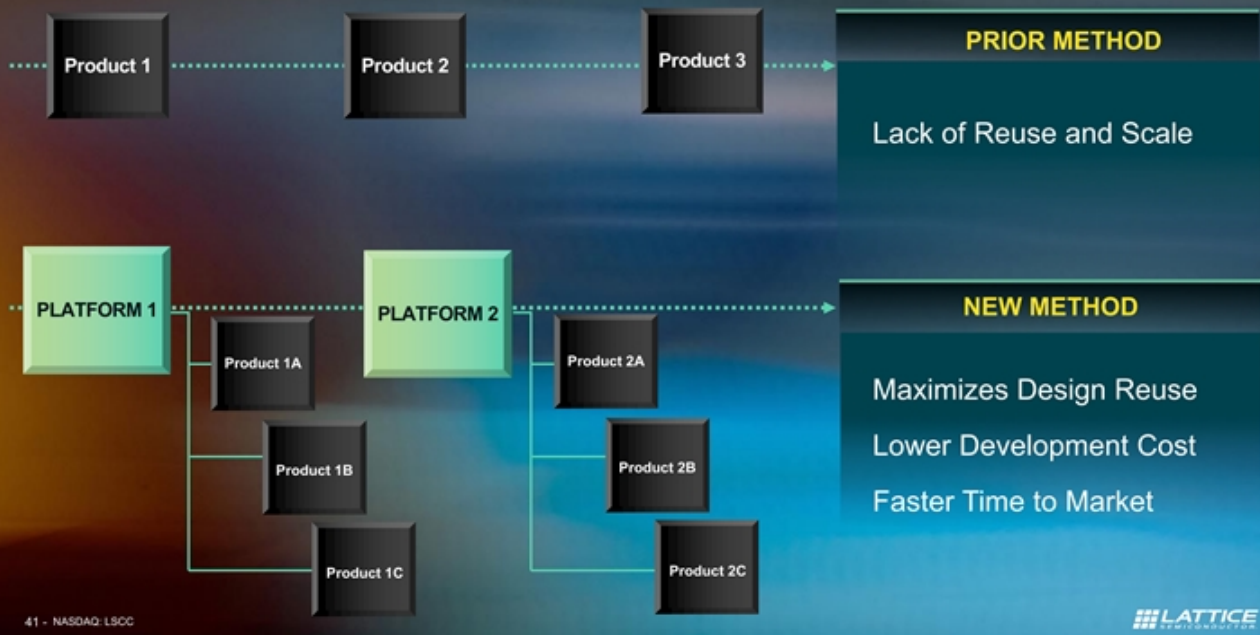 Product 1
Product 2
Product 3
PRIOR METHOD
Lack of Reuse and Scale
PLATFORM 1
PLATFORM 2
Product 1A
Product 1B
Product 1C
Product 2A
Product 2B
Product 2C
NEW METHOD
Maximizes Design Reuse
Lower Development Cost
Faster Time to Market
41 - NASDAQ: LSCC
LATTICE
SEMICONDUCTOR